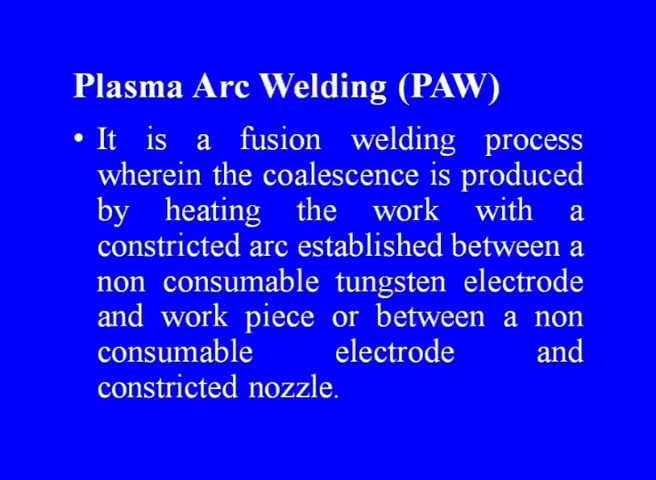 Plasma Arc Welding (PAW)
• It is a fusion welding process
wherein the coalescence is produced
by heating the work with a
constricted arc established between a
non consumable tungsten electrode
and work piece or between a non
consumable electrode and
constricted nozzle.